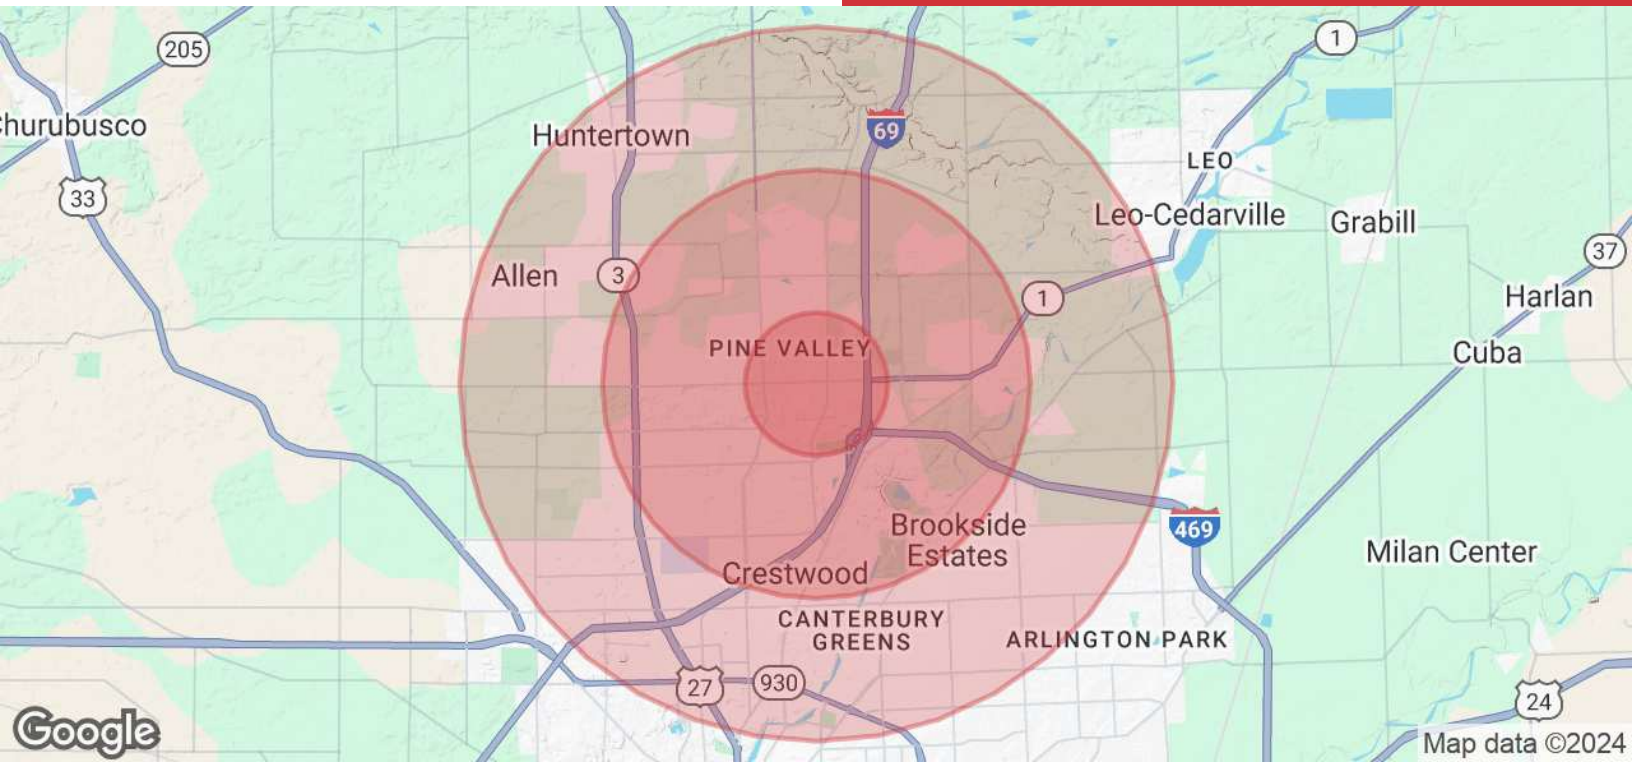 205
1
Churubusco
Huntertown
69
LEO
33
Leo-Cedarville
Grabill
37
Allen
3
1
Harlan
PINE VALLEY
Cuba
Brookside
Estates
469
Milan Center
Crestwood
CANTERBURY
GREENS
ARLINGTON PARK
27
930
24
Google
Map data ©2024